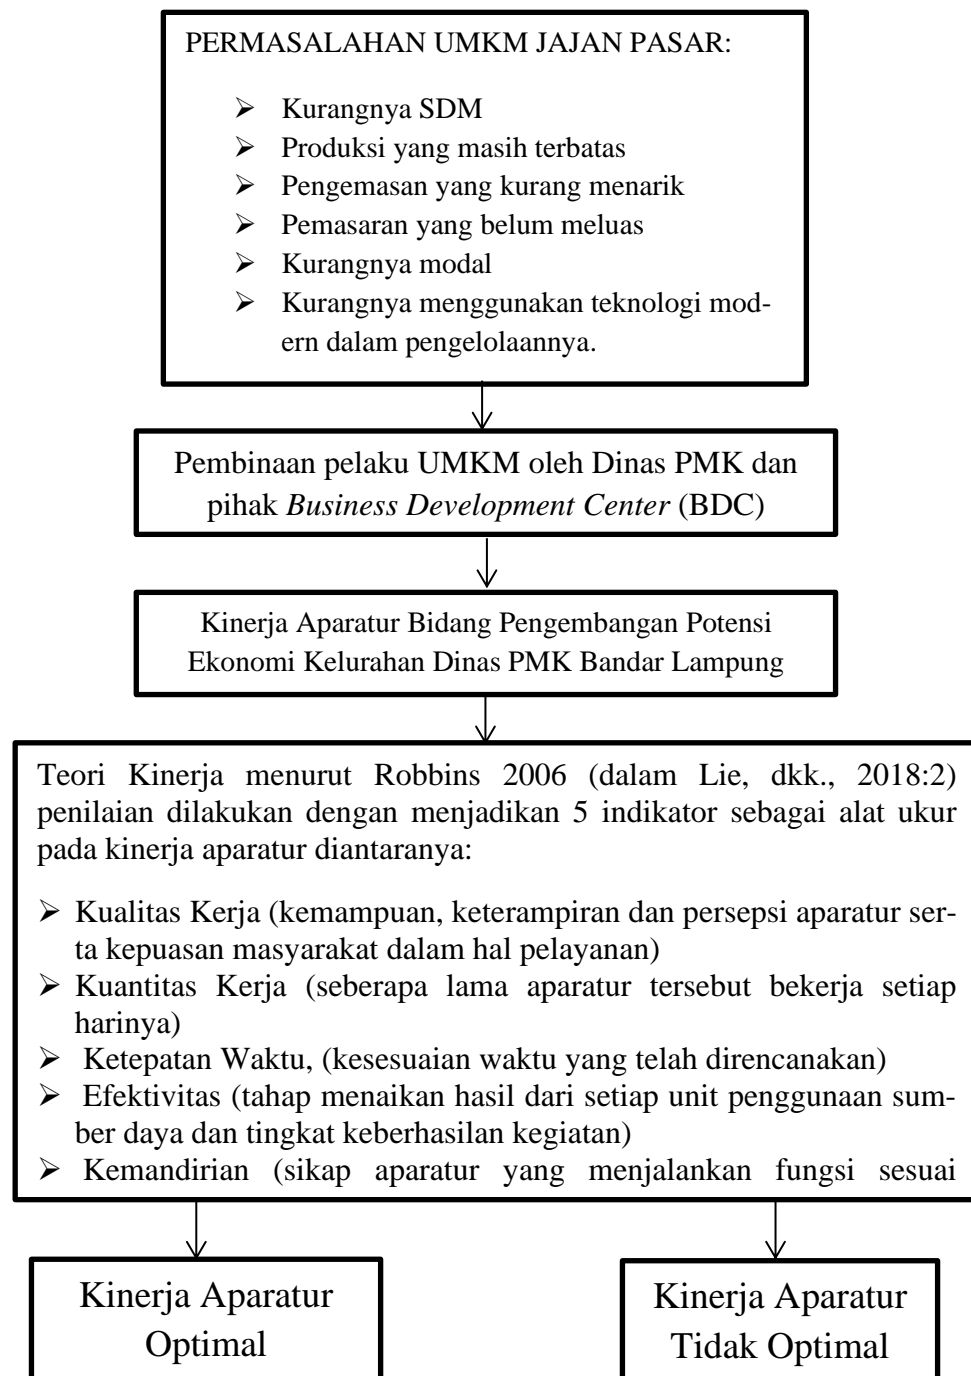 PERMASALAHAN UMKM JAJAN PASAR:
➢ Kurangnya SDM
➢ Produksi yang masih terbatas
➢ Pengemasan yang kurang menarik
➢ Pemasaran yang belum meluas
➢ Kurangnya modal
➢ Kurangnya menggunakan teknologi mod-
ern dalam pengelolaannya.
Pembinaan pelaku UMKM oleh Dinas PMK dan
pihak Business Development Center (BDC)
Kinerja Aparatur Bidang Pengembangan Potensi
Ekonomi Kelurahan Dinas PMK Bandar Lampung
Teori Kinerja menurut Robbins 2006 (dalam Lie, dkk., 2018:2)
penilaian dilakukan dengan menjadikan 5 indikator sebagai alat ukur
pada kinerja aparatur diantaranya:
➢ Kualitas Kerja (kemampuan, keterampiran dan persepsi aparatur ser-
ta kepuasan masyarakat dalam hal pelayanan)
➢ Kuantitas Kerja (seberapa lama aparatur tersebut bekerja setiap
harinya)
➢ Ketepatan Waktu, (kesesuaian waktu yang telah direncanakan)
➢ Efektivitas (tahap menaikan hasil dari setiap unit penggunaan sum-
ber daya dan tingkat keberhasilan kegiatan)
➢ Kemandirian (sikap aparatur yang menjalankan fungsi sesuai
Kinerja Aparatur
Optimal
Kinerja Aparatur
Tidak Optimal